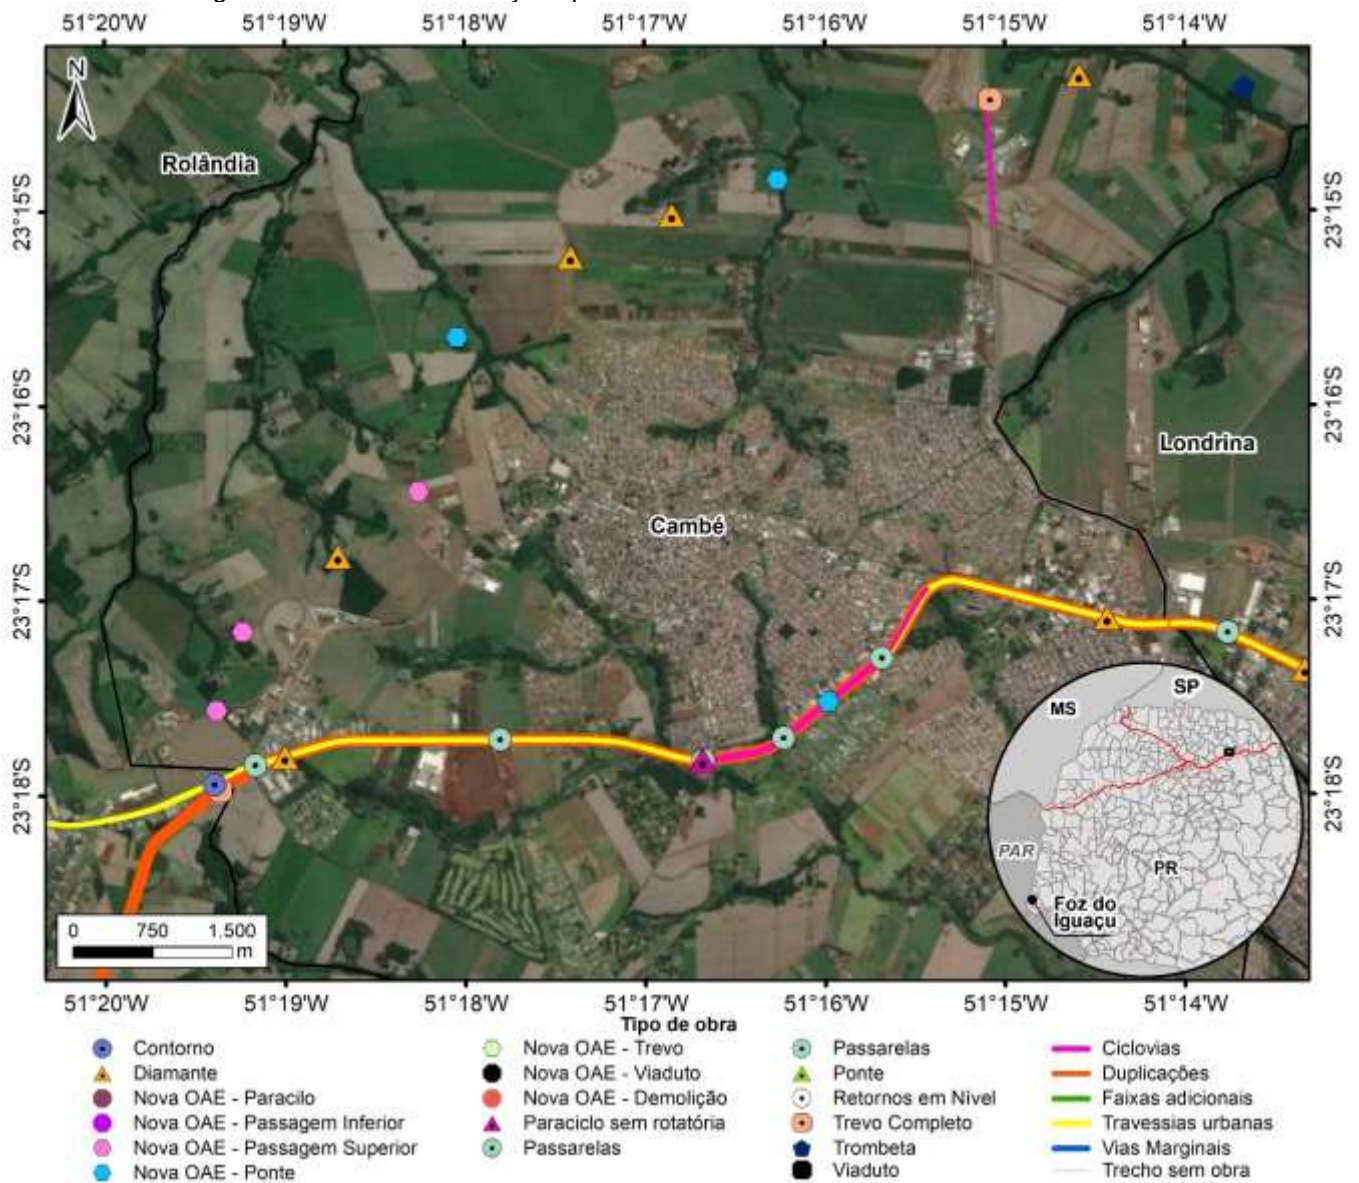 51°20'W 51°19'W 51°18'W 51°17'W 51°16'W 51°15'W 51°14'W
N
Rolândia
23°15'S 23°15'S
23°16'S 23°16'S
Londrina
Cambé
23°17'S 23°17'S
SP
MS
23°18'S 23°18'S
PAR
PR
Foz do
Iguaçu
0 750 1.500
m
51°20'W 51°19'W 51°18'W 51°17'W 51°16'W 51°15'W 51°14'W
Tipo de obra
Contorno
Diamante
Nova OAE - Paracilo
Nova OAE - Passagem Inferior
Nova OAE - Passagem Superior
Nova OAE - Ponte
Nova OAE - Trevo
Nova OAE - Viaduto
Nova OAE - Demolição
Paraciclo sem rotatória
Passarelas
Passarelas
Ponte
Retornos em Nível
Trevo Completo
Trombeta
Viaduto
Ciclovias
Duplicações
Faixas adicionais
Travessias urbanas
Vias Marginais
Trecho sem obra